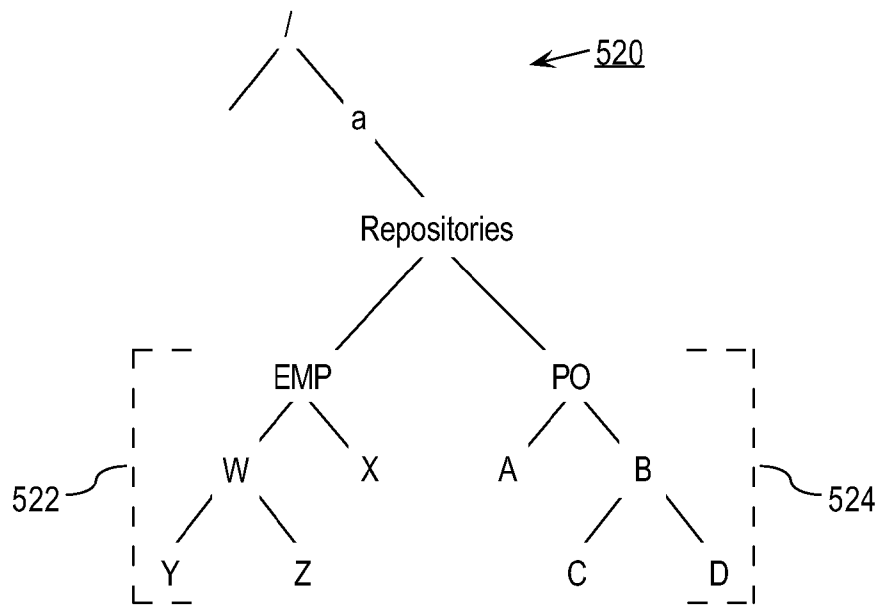 /
520
a
Repositories
EMP PO
W X A B
522 524
Y Z C D